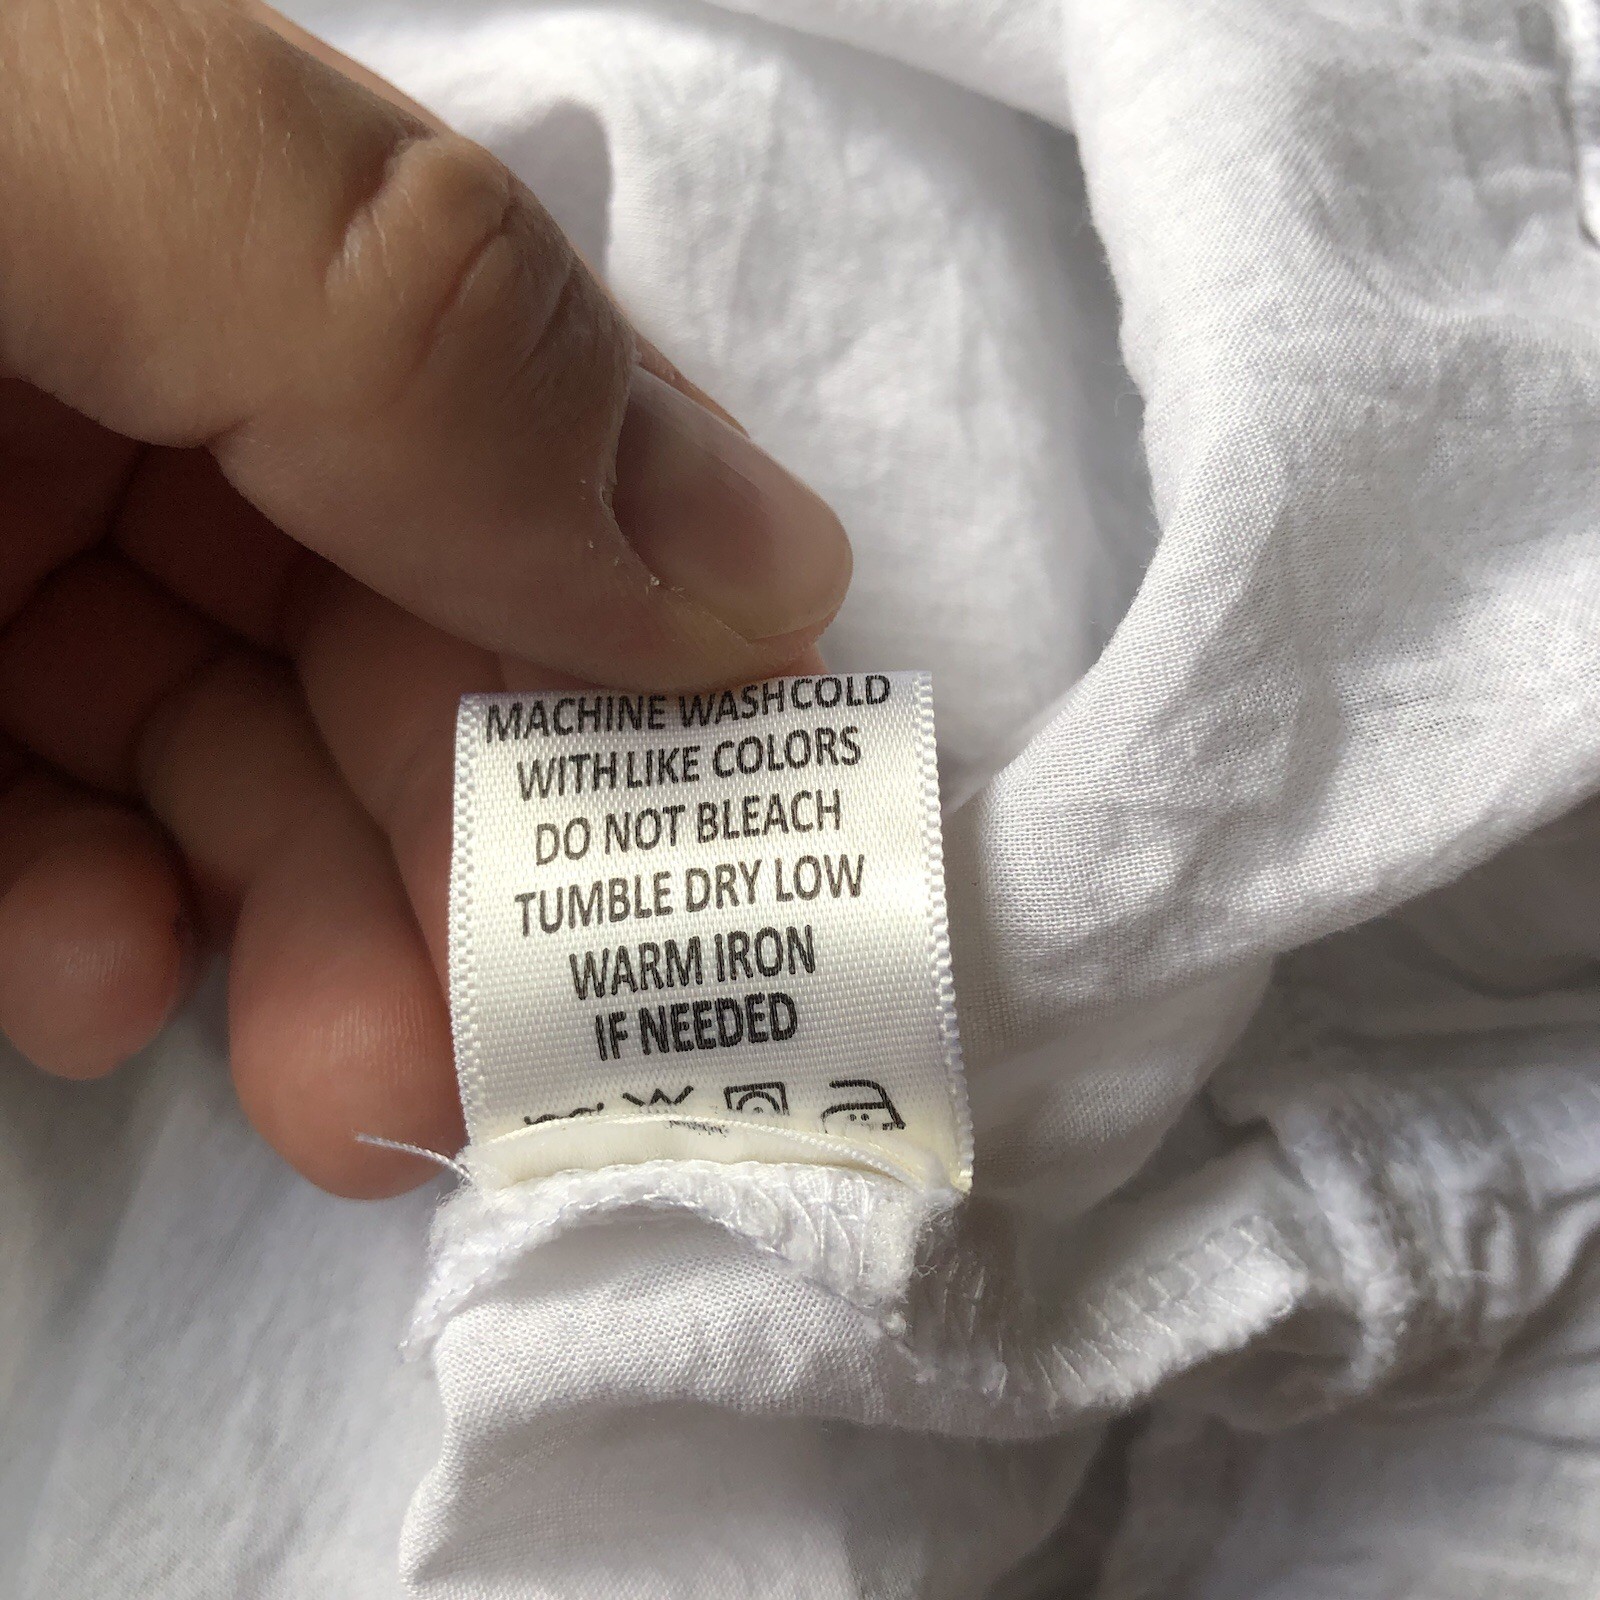 MACHINE WASH COLD
WITH LIKE COLORS
DO NOT BLEACH
TUMBLE DRY LOW
WARM IRON
IF NEEDED